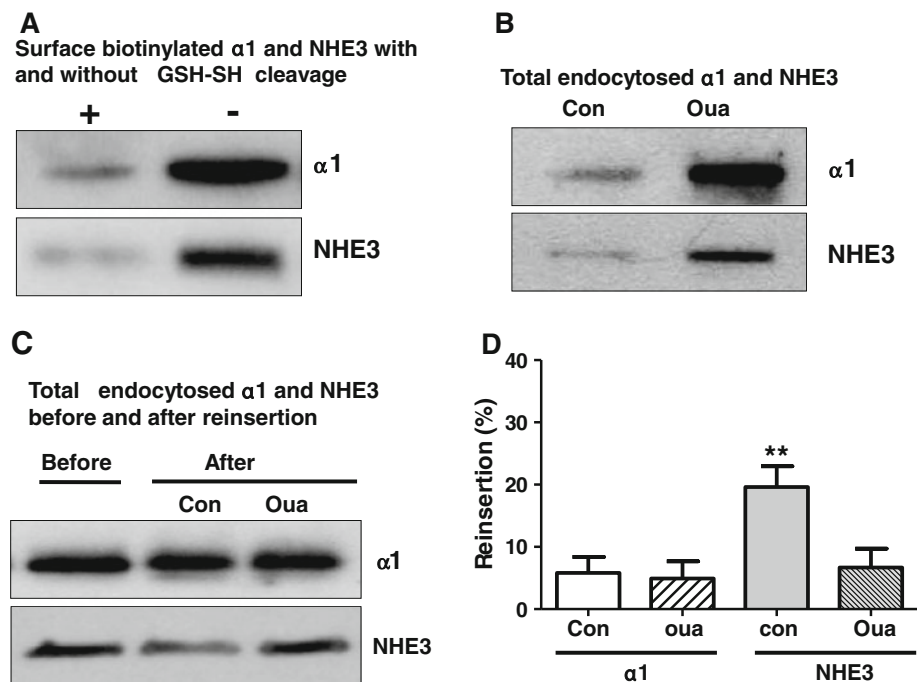 A
Surface biotinylated α1 and NHE3 with
and without GSH-SH cleavage
+ -
α1
NHE3
B
Total endocytosed α1 and NHE3
Con Oua
α1
NHE3
C
Total endocytosed α1 and NHE3
before and after reinsertion
Before After
Con Oua
α1
NHE3
D
Reinsertion (%)
40
30
20
10
0
**
Con oua con Oua
α1 NHE3